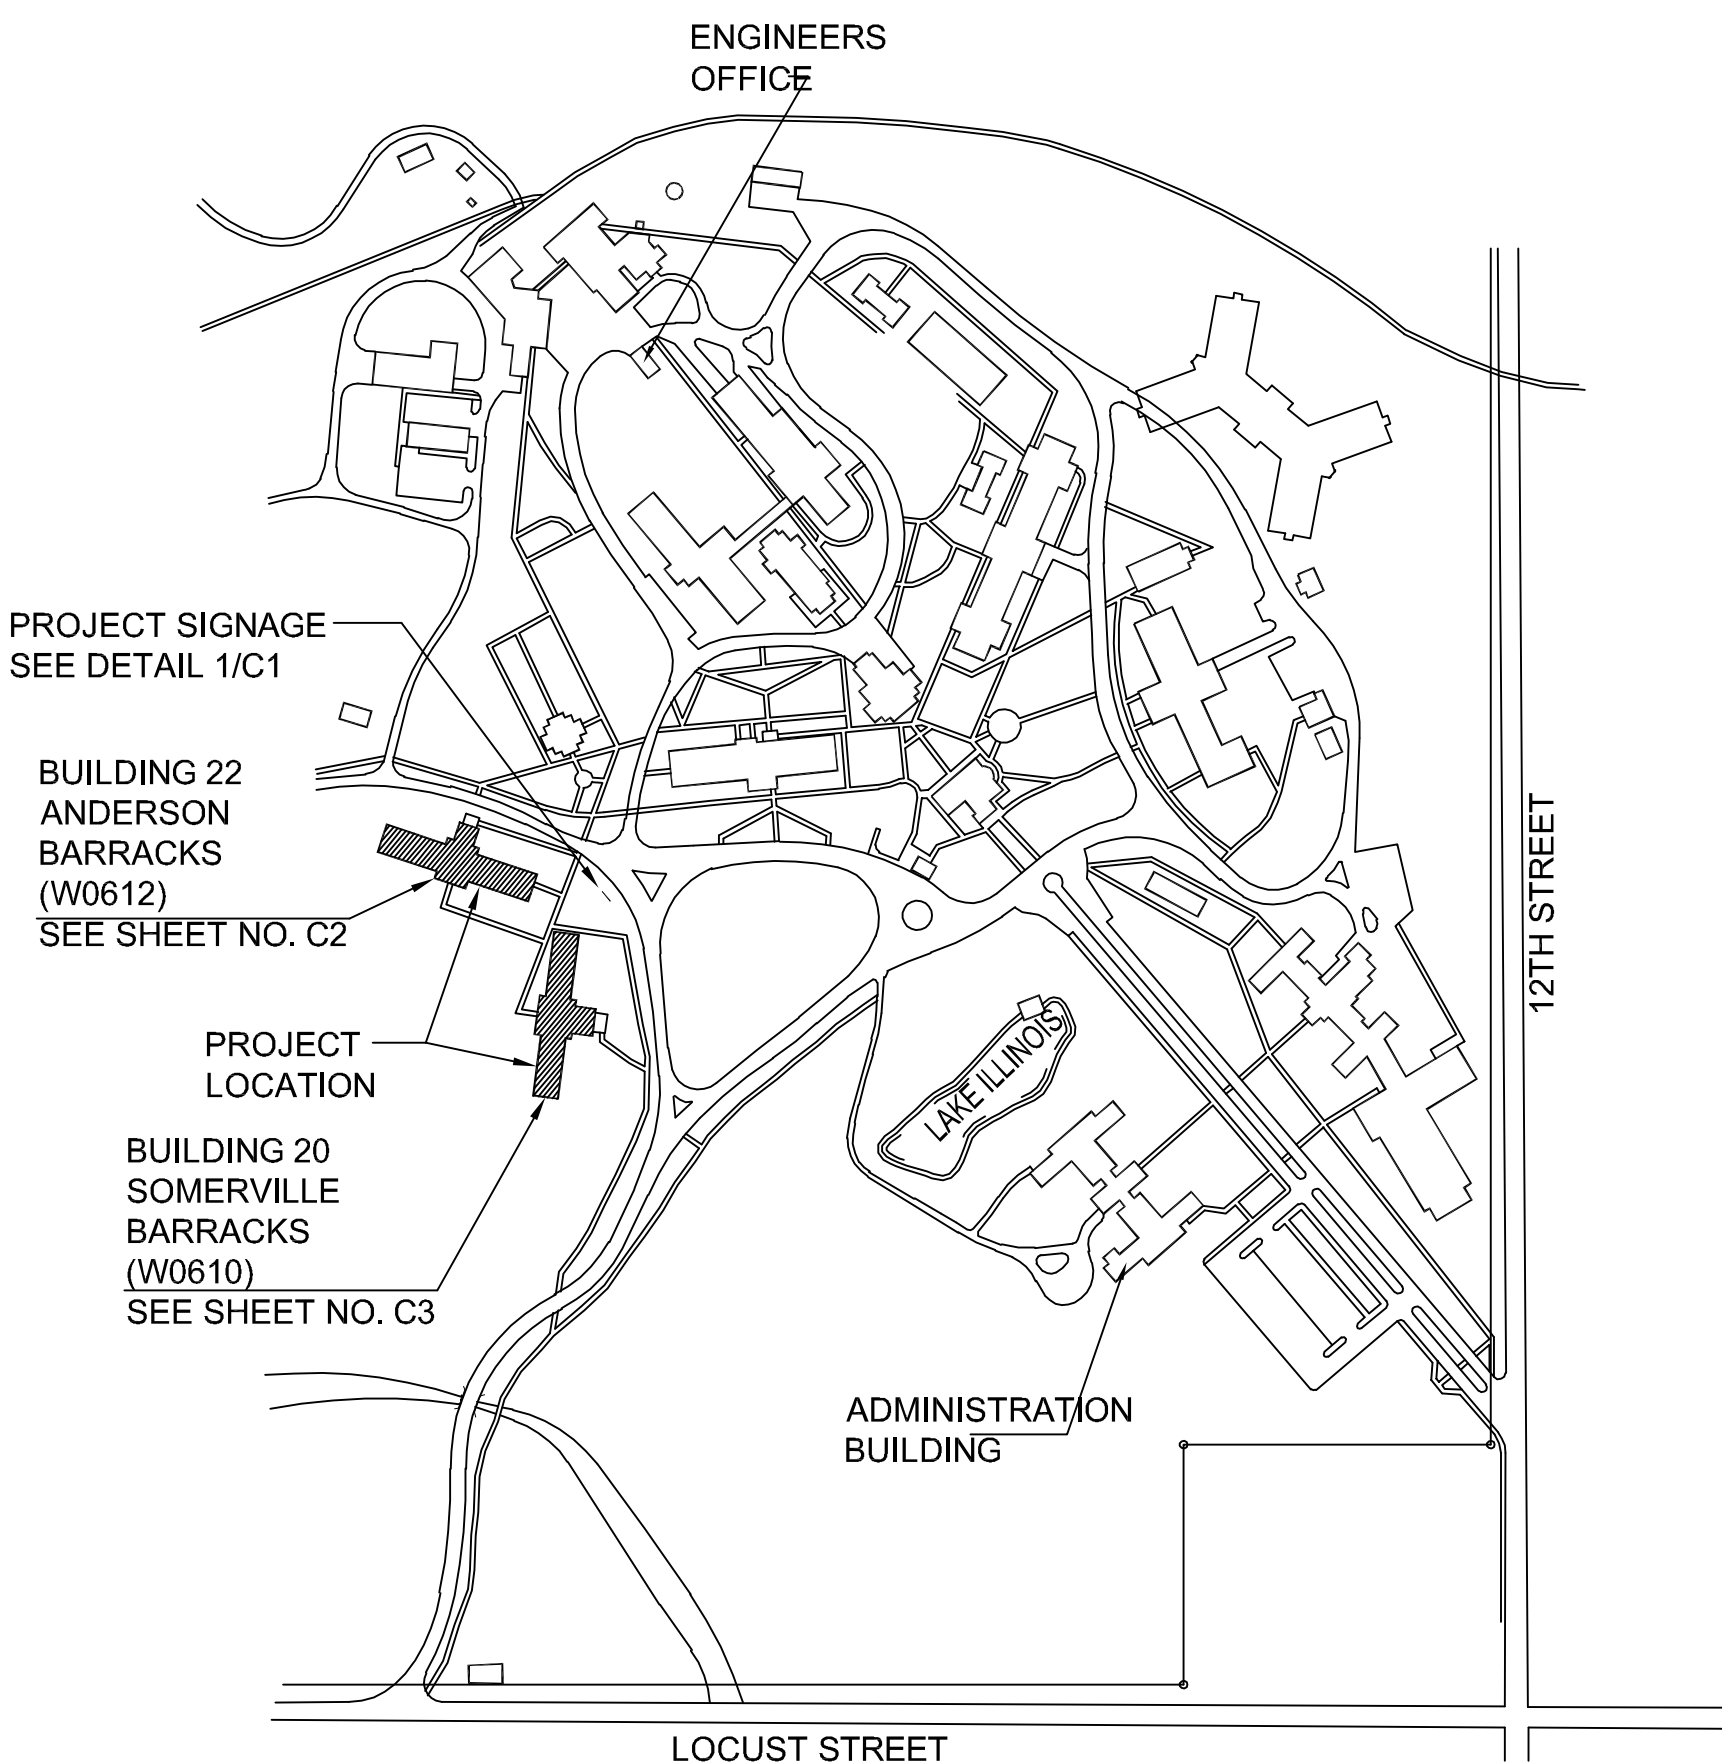 ENGINEERS
OFFICE
PROJECT SIGNAGE
SEE DETAIL 1/C1
BUILDING 22
ANDERSON
BARRACKS
(W0612)
SEE SHEET NO. C2
12TH STREET
PROJECT
LOCATION
LAKE ILLINOIS
BUILDING 20
SOMERVILLE
BARRACKS
(W0610)
SEE SHEET NO. C3
ADMINISTRATION
BUILDING
LOCUST STREET